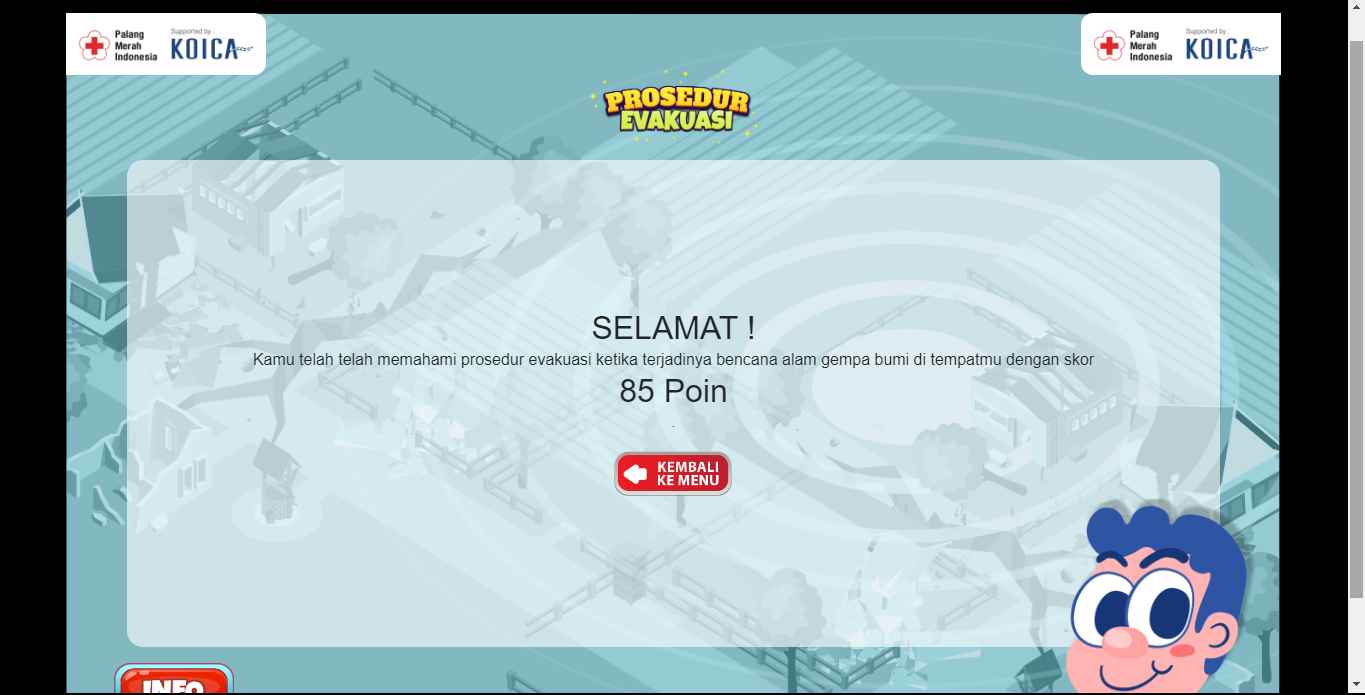 Palang
Merah
Indonesia
Supported by :
KOICA
Palang
Merah
Indonesia
Supported by :
KOICA
PROSEDUR
EVAKUASI
SELAMAT !
Kamu telah telah memahami prosedur evakuasi ketika terjadinya bencana alam gempa bumi di tempatmu dengan skor
85 Poin
.
KEMBALI
KE MENU
INFO